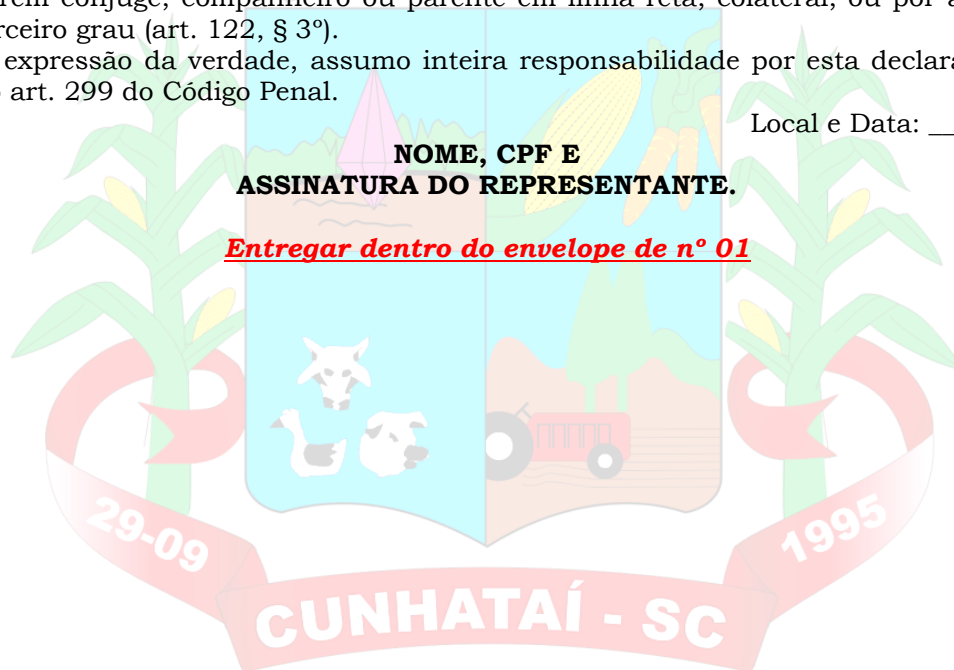 cônjuge, companheiro ou parente em linha reta, colateral, ou por
rceiro grau (art. 122, § 3º).
expressão da verdade, assumo inteira responsabilidade por esta declara
art. 299 do Código Penal.
Local e Data: __
NOME, CPF E
ASSINATURA DO REPRESENTANTE.
Entregar dentro do envelope de nº 01
29-09
1995
CUNHATAÍ - SC